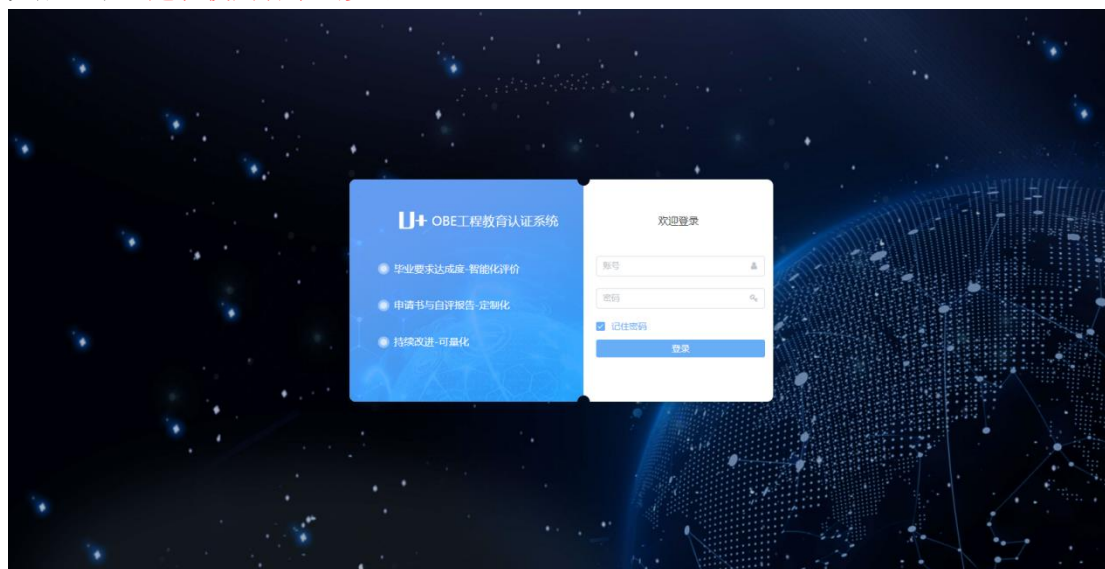 U+ OBE工程教育认证系统
毕业要求达成度-智能化评价
申请书与自评报告-定制化
持续改进-可量化
欢迎登录
账号
密码
记住密码
登录